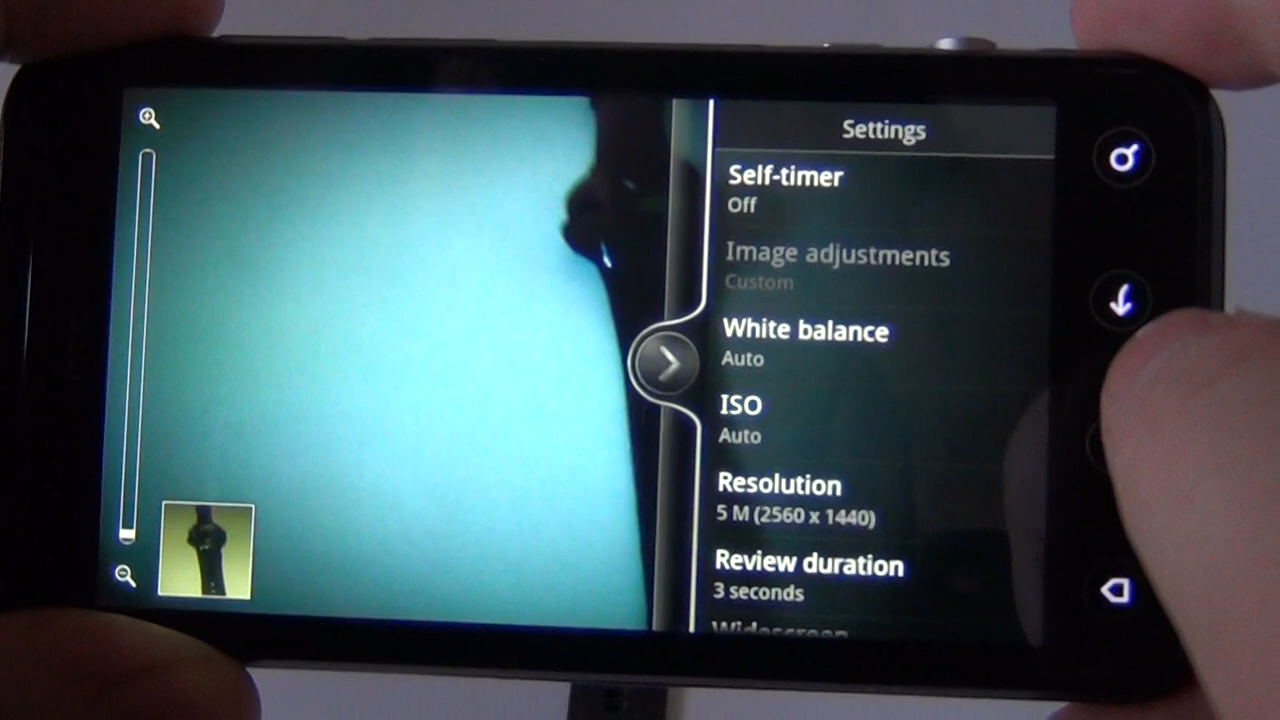 Settings
Self-timer
Off
Image adjustments
Custom
White balance
Auto
ISO
Auto
Resolution
5 M (2560 x 1440)
Review duration
3 seconds
Widescreen